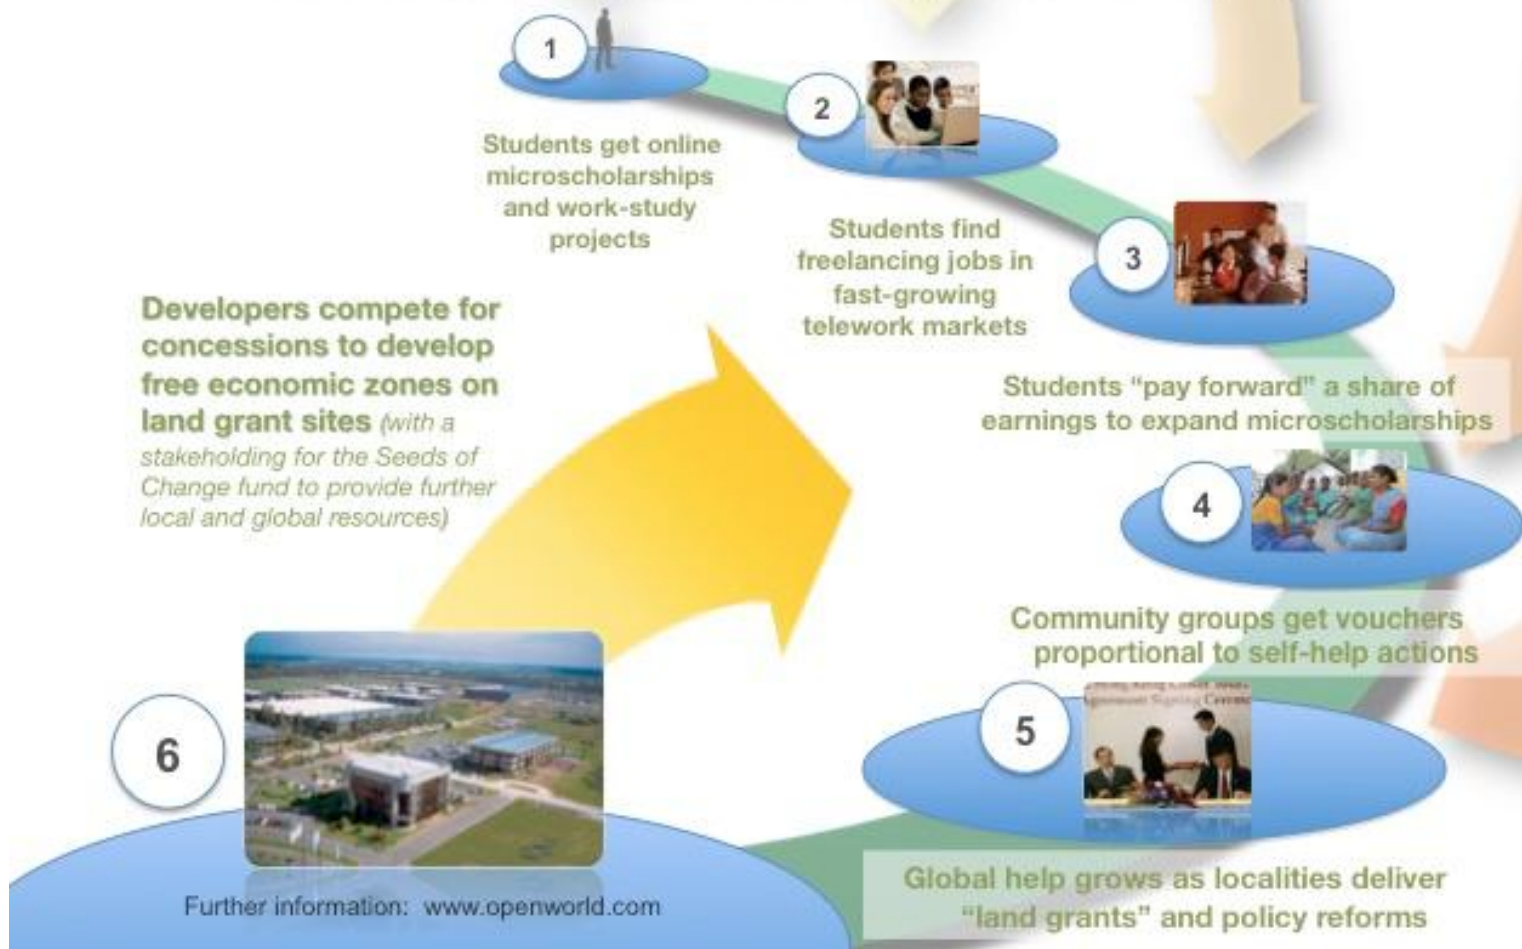 1
Students get online
microscholarships
and work-study
projects
2
Students find
freelancing jobs in
fast-growing
telework markets
3
Students “pay forward” a share of
earnings to expand microscholarships
4
Community groups get vouchers
proportional to self-help actions
5
Global help grows as localities deliver
“land grants” and policy reforms
6
Developers compete for
concessions to develop
free economic zones on
land grant sites (with a
stakeholding for the Seeds of
Change fund to provide further
local and global resources)
Further information: www.openworld.com